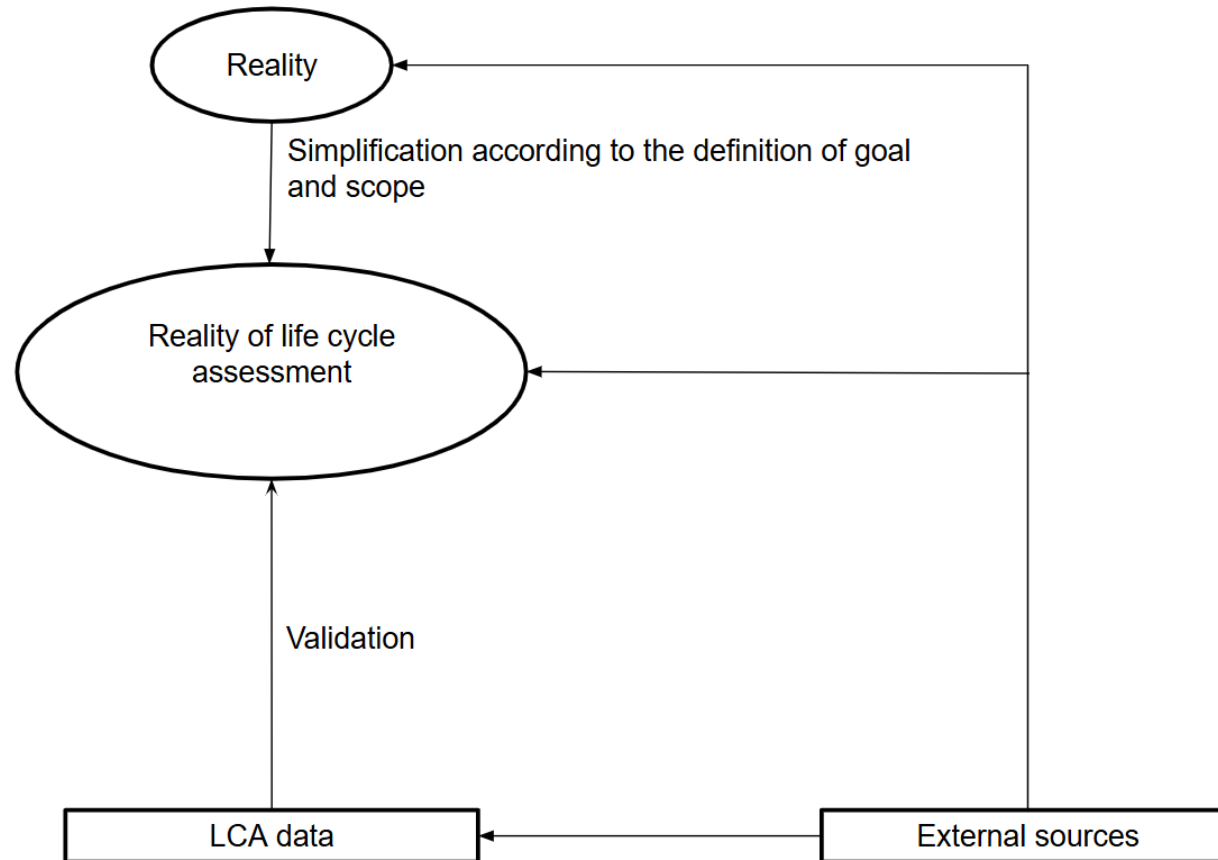 Reality
Simplification according to the definition of goal
and scope
Reality of life cycle
assessment
Validation
LCA data
External sources